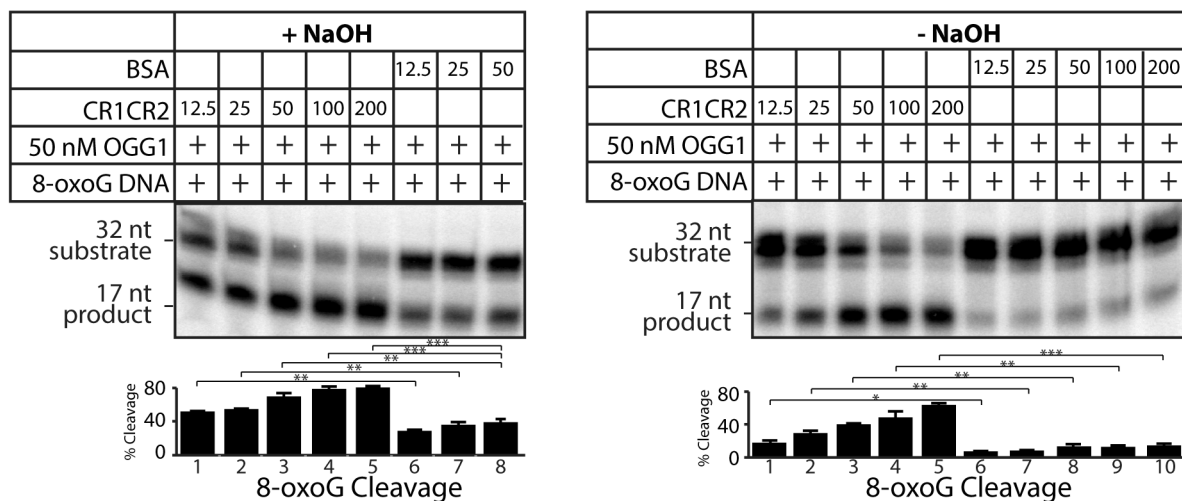 + NaOH
BSA 12.5 25 50
CR1CR2 12.5 25 50 100 200
50 nM OGG1 + + + + + + + +
8-oxoG DNA + + + + + + + +
32 nt
substrate
17 nt
product
***
***
**
**
**
% Cleavage
80
40
0
1 2 3 4 5 6 7 8
8-oxoG Cleavage
- NaOH
BSA 12.5 25 50 100 200
CR1CR2 12.5 25 50 100 200
50 nM OGG1 + + + + + + + + + +
8-oxoG DNA + + + + + + + + + +
32 nt
substrate
17 nt
product
***
**
**
**
*
% Cleavage
80
40
0
1 2 3 4 5 6 7 8 9 10
8-oxoG Cleavage